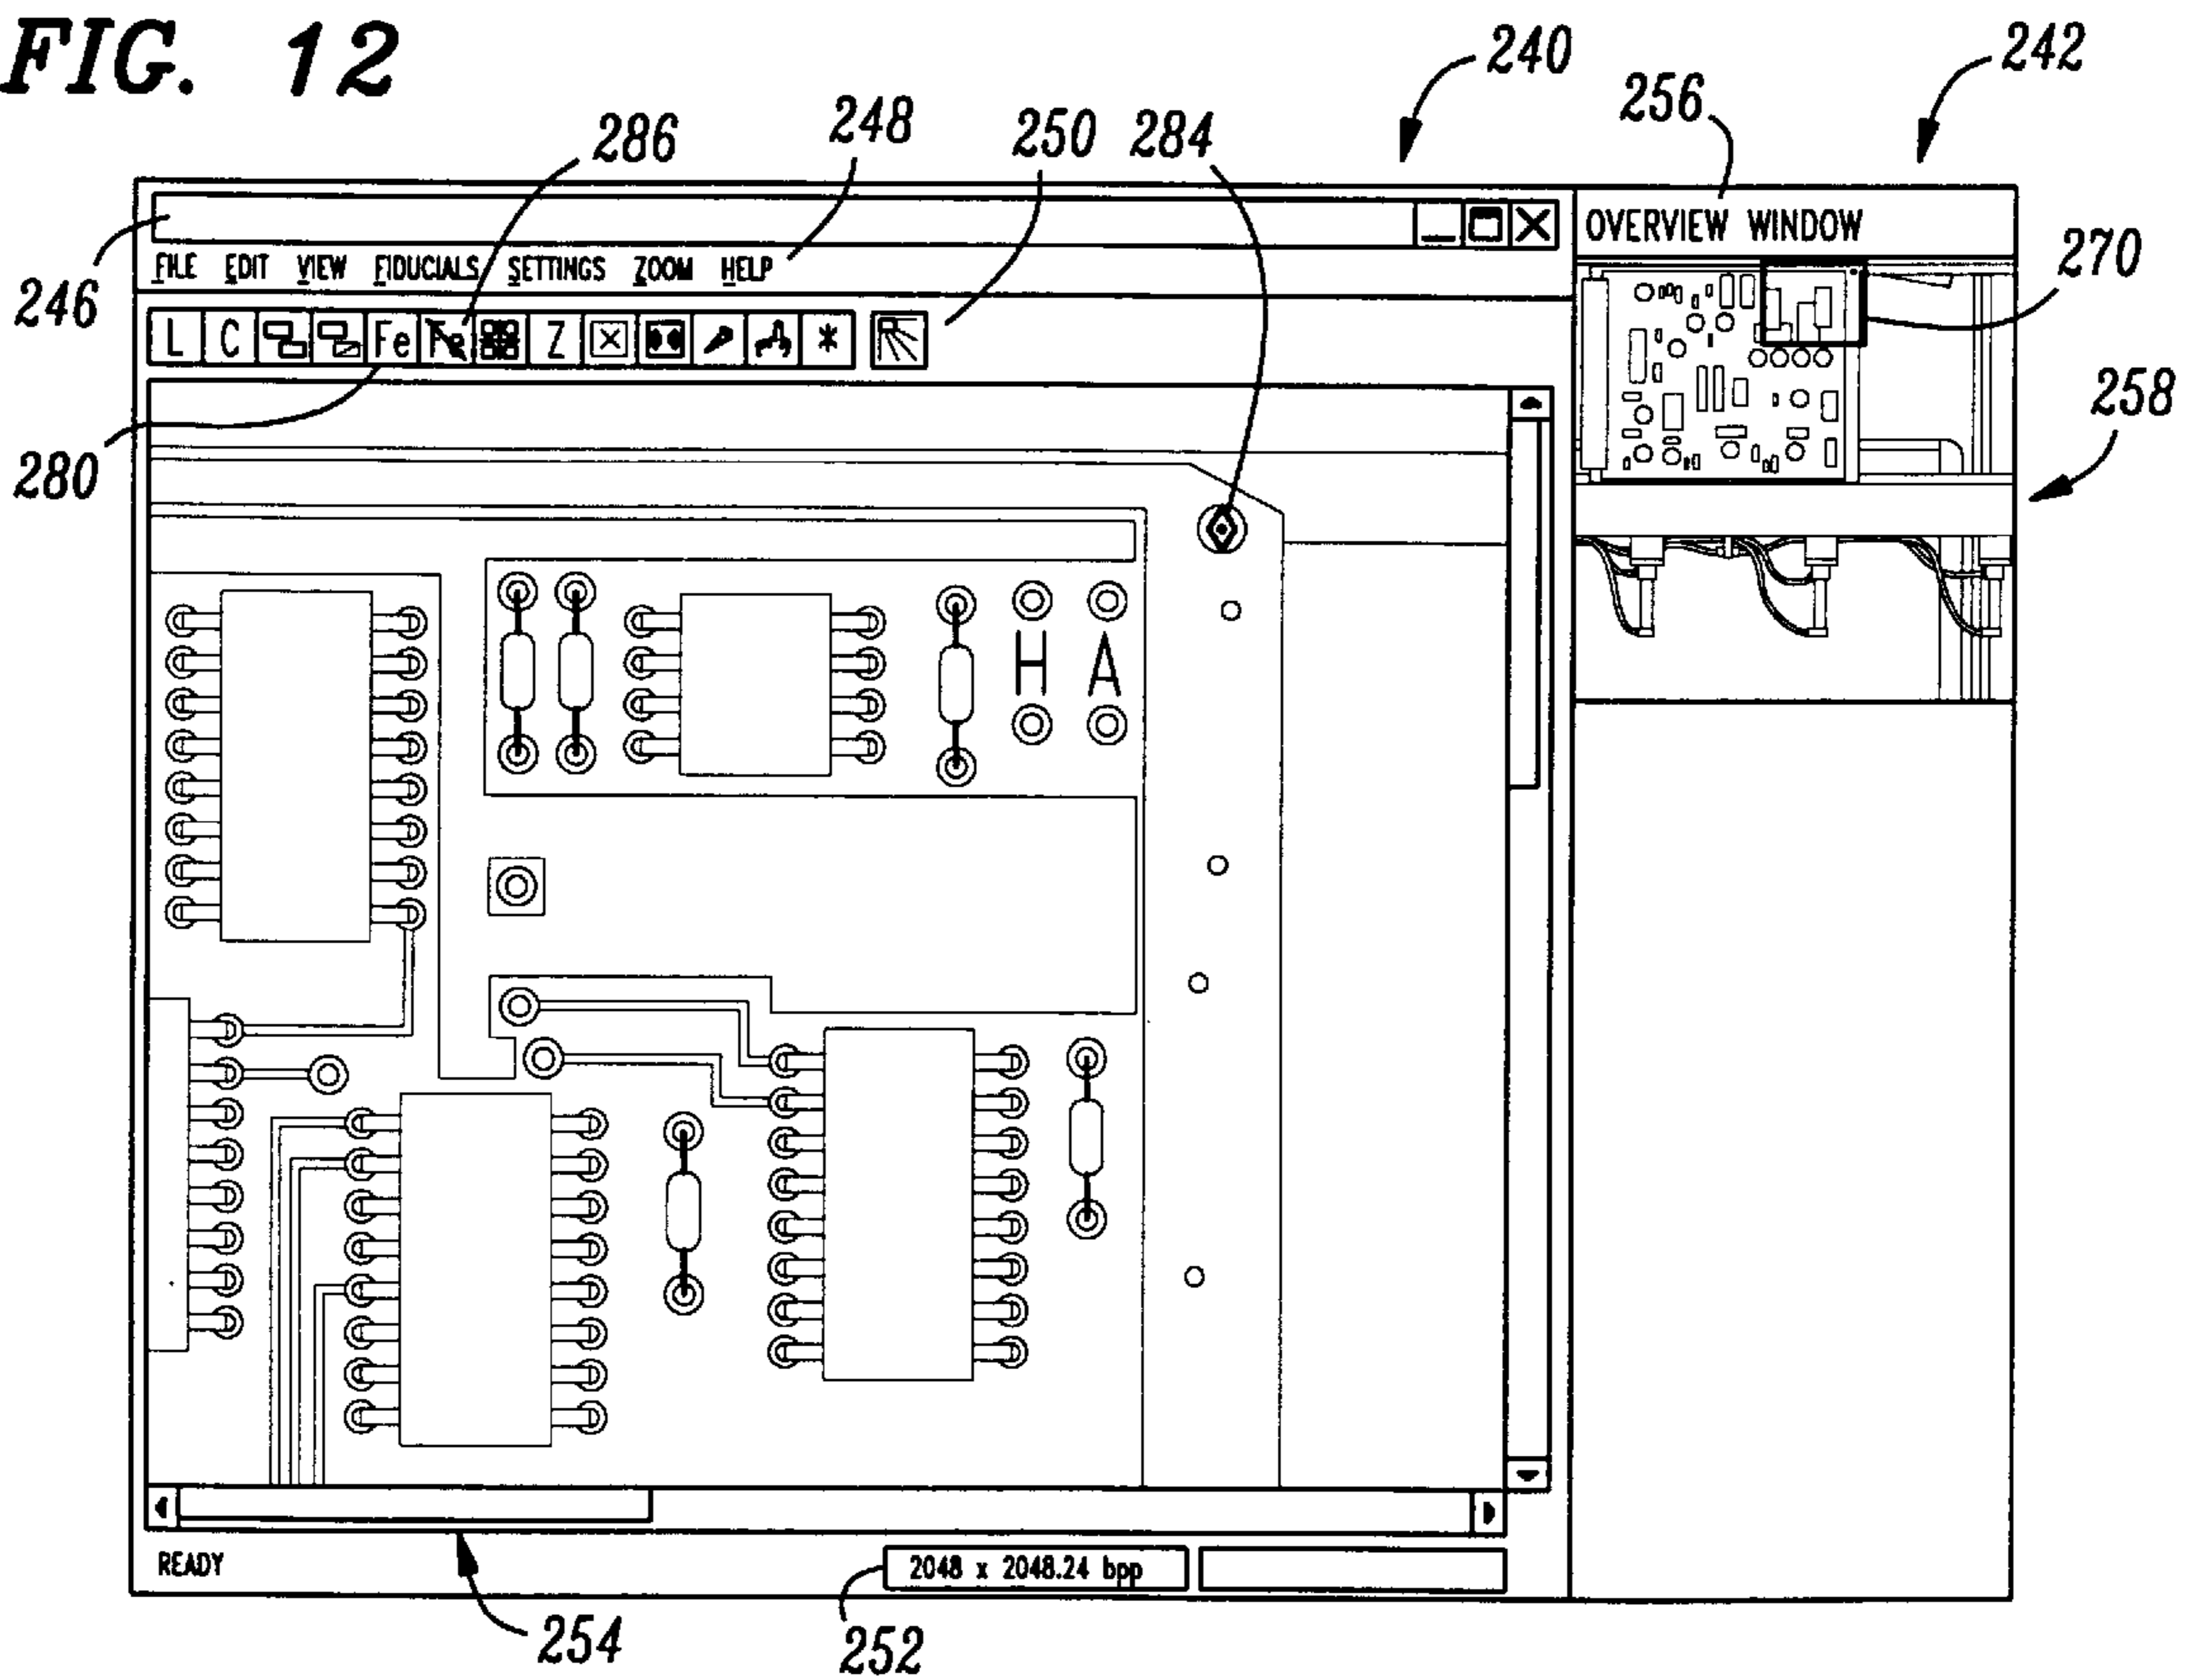 FIG. 12
240
242
256
286
248
250
284
OVERVIEW WINDOW
270
FILE EDIT VIEW FIDUCIALS SETTINGS ZOOM HELP
246
L C Fe Fe Z *
258
280
H A
READY
2048 x 2048.24 bpp
254
252